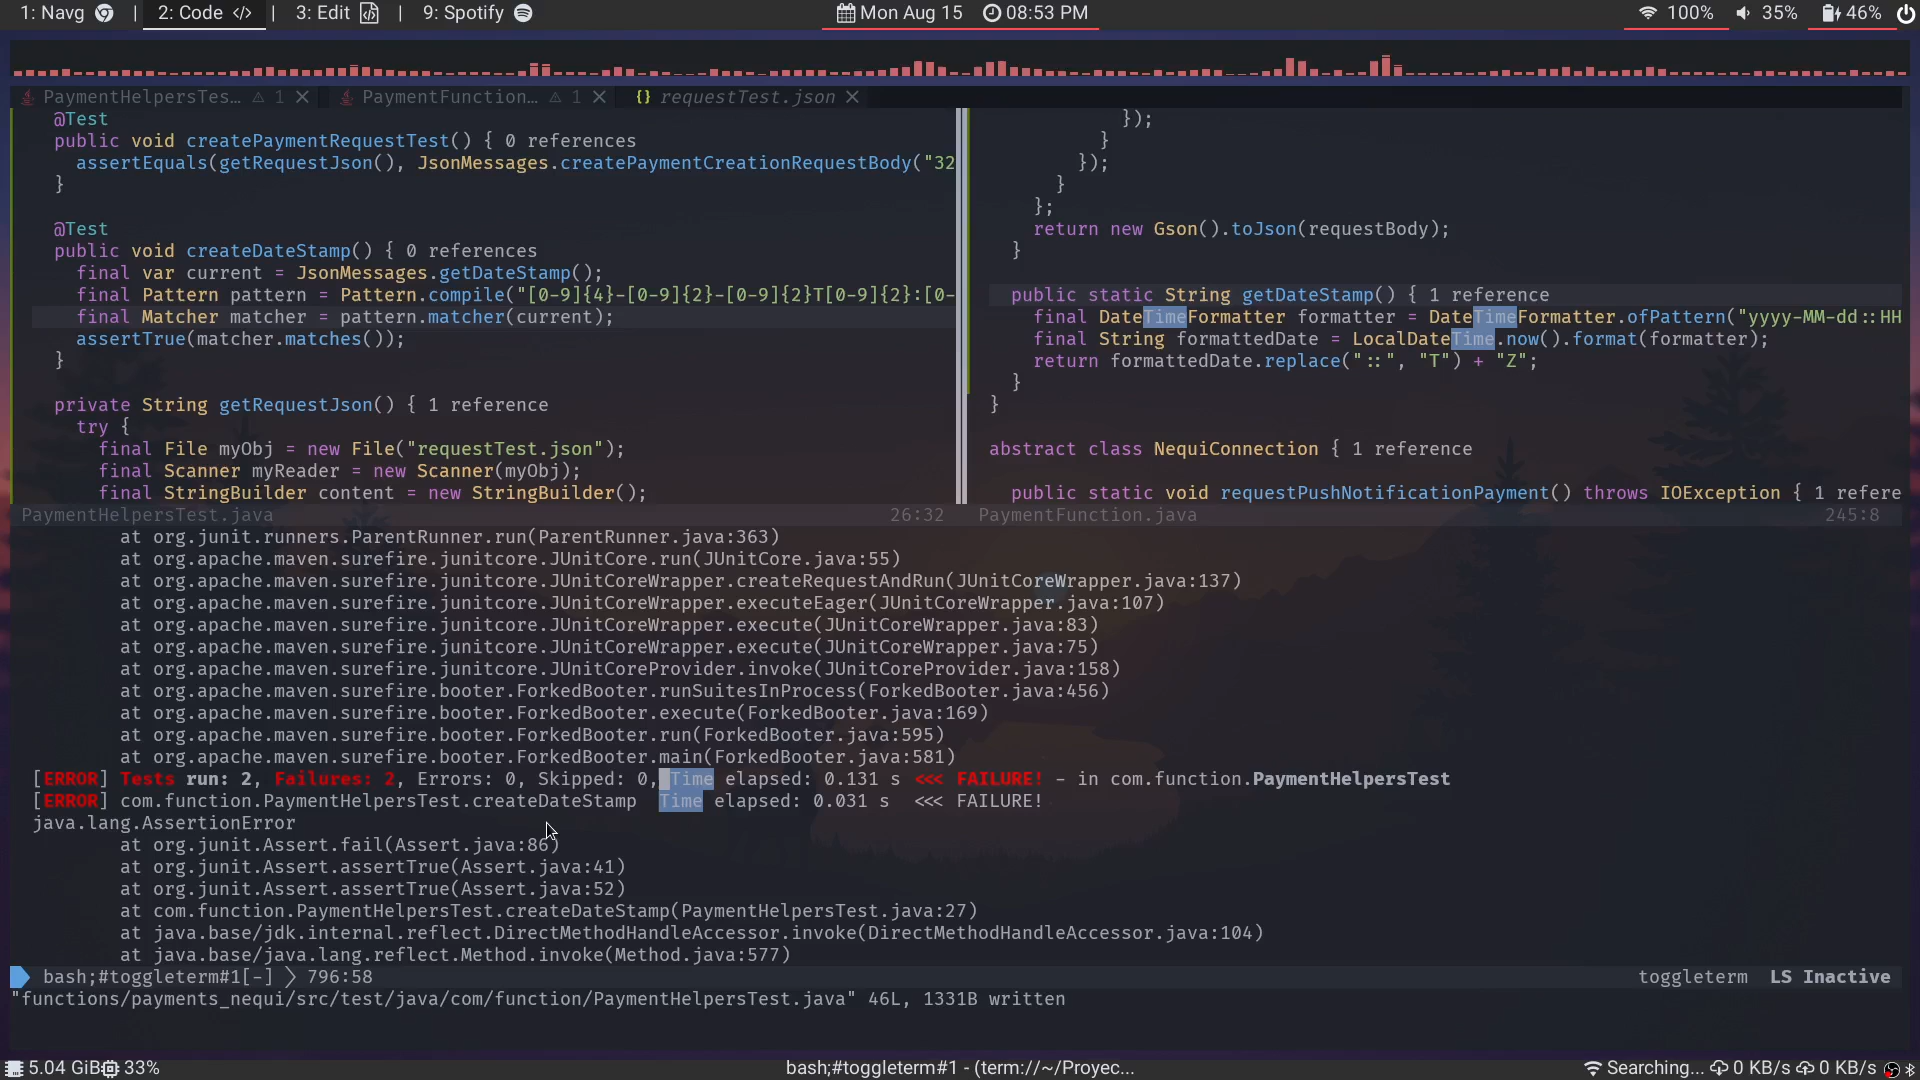 1: Navg | 2: Code </> | 3: Edit | 9: Spotify Mon Aug 15 08:53 PM 100% 35% 46%
PaymentHelpersTes… ⚠ 1 ✕ PaymentFunction… ⚠ 1 ✕ {} requestTest.json ✕
@Test
public void createPaymentRequestTest() { 0 references
assertEquals(getRequestJson(), JsonMessages.createPaymentCreationRequestBody("32
}
@Test
public void createDateStamp() { 0 references
final var current = JsonMessages.getDateStamp();
final Pattern pattern = Pattern.compile("[0-9]{4}-[0-9]{2}-[0-9]{2}T[0-9]{2}:[0-
final Matcher matcher = pattern.matcher(current);
assertTrue(matcher.matches());
}
private String getRequestJson() { 1 reference
try {
final File myObj = new File("requestTest.json");
final Scanner myReader = new Scanner(myObj);
final StringBuilder content = new StringBuilder();
PaymentHelpersTest.java 26:32
});
}
});
}
};
return new Gson().toJson(requestBody);
}
public static String getDateStamp() { 1 reference
final DateTimeFormatter formatter = DateTimeFormatter.ofPattern("yyyy-MM-dd::HH
final String formattedDate = LocalDateTime.now().format(formatter);
return formattedDate.replace("::", "T") + "Z";
}
}
abstract class NequiConnection { 1 reference
public static void requestPushNotificationPayment() throws IOException { 1 refere
PaymentFunction.java 245:8
at org.junit.runners.ParentRunner.run(ParentRunner.java:363)
at org.apache.maven.surefire.junitcore.JUnitCore.run(JUnitCore.java:55)
at org.apache.maven.surefire.junitcore.JUnitCoreWrapper.createRequestAndRun(JUnitCoreWrapper.java:137)
at org.apache.maven.surefire.junitcore.JUnitCoreWrapper.executeEager(JUnitCoreWrapper.java:107)
at org.apache.maven.surefire.junitcore.JUnitCoreWrapper.execute(JUnitCoreWrapper.java:83)
at org.apache.maven.surefire.junitcore.JUnitCoreWrapper.execute(JUnitCoreWrapper.java:75)
at org.apache.maven.surefire.junitcore.JUnitCoreProvider.invoke(JUnitCoreProvider.java:158)
at org.apache.maven.surefire.booter.ForkedBooter.runSuitesInProcess(ForkedBooter.java:456)
at org.apache.maven.surefire.booter.ForkedBooter.execute(ForkedBooter.java:169)
at org.apache.maven.surefire.booter.ForkedBooter.run(ForkedBooter.java:595)
at org.apache.maven.surefire.booter.ForkedBooter.main(ForkedBooter.java:581)
[ERROR] Tests run: 2, Failures: 2, Errors: 0, Skipped: 0, Time elapsed: 0.131 s <<< FAILURE! - in com.function.PaymentHelpersTest
[ERROR] com.function.PaymentHelpersTest.createDateStamp Time elapsed: 0.031 s <<< FAILURE!
java.lang.AssertionError
at org.junit.Assert.fail(Assert.java:86)
at org.junit.Assert.assertTrue(Assert.java:41)
at org.junit.Assert.assertTrue(Assert.java:52)
at com.function.PaymentHelpersTest.createDateStamp(PaymentHelpersTest.java:27)
at java.base/jdk.internal.reflect.DirectMethodHandleAccessor.invoke(DirectMethodHandleAccessor.java:104)
at java.base/java.lang.reflect.Method.invoke(Method.java:577)
bash;#toggleterm#1[-] 796:58 toggleterm LS Inactive
"functions/payments_nequi/src/test/java/com/function/PaymentHelpersTest.java" 46L, 1331B written
5.04 GiB 33% bash;#toggleterm#1 - (term://~/Proyec... Searching... 0 KB/s 0 KB/s